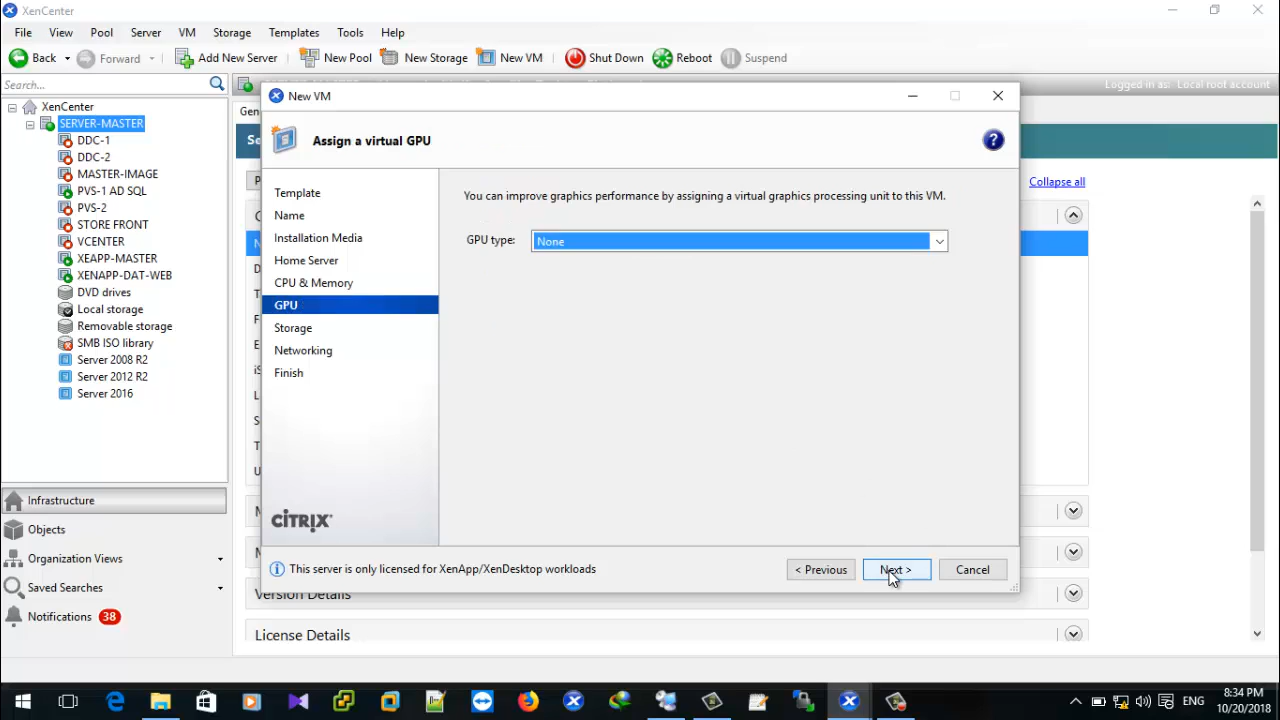 XenCenter
File View Pool Server VM Storage Templates Tools Help
Back Forward Add New Server New Pool New Storage New VM Shut Down Reboot Suspend
Search...
Logged in as: Local root account
XenCenter
SERVER-MASTER
DDC-1
DDC-2
MASTER-IMAGE
PVS-1 AD SQL
PVS-2
STORE FRONT
VCENTER
XEAPP-MASTER
XENAPP-DAT-WEB
DVD drives
Local storage
Removable storage
SMB ISO library
Server 2008 R2
Server 2012 R2
Server 2016
Infrastructure
Objects
Organization Views
Saved Searches
Notifications 38
Collapse all
Version Details
License Details
New VM
Assign a virtual GPU
?
Template
Name
Installation Media
Home Server
CPU & Memory
GPU
Storage
Networking
Finish
CITRIX
You can improve graphics performance by assigning a virtual graphics processing unit to this VM.
GPU type: None
This server is only licensed for XenApp/XenDesktop workloads
< Previous Next > Cancel
ENG
8:34 PM
10/20/2018